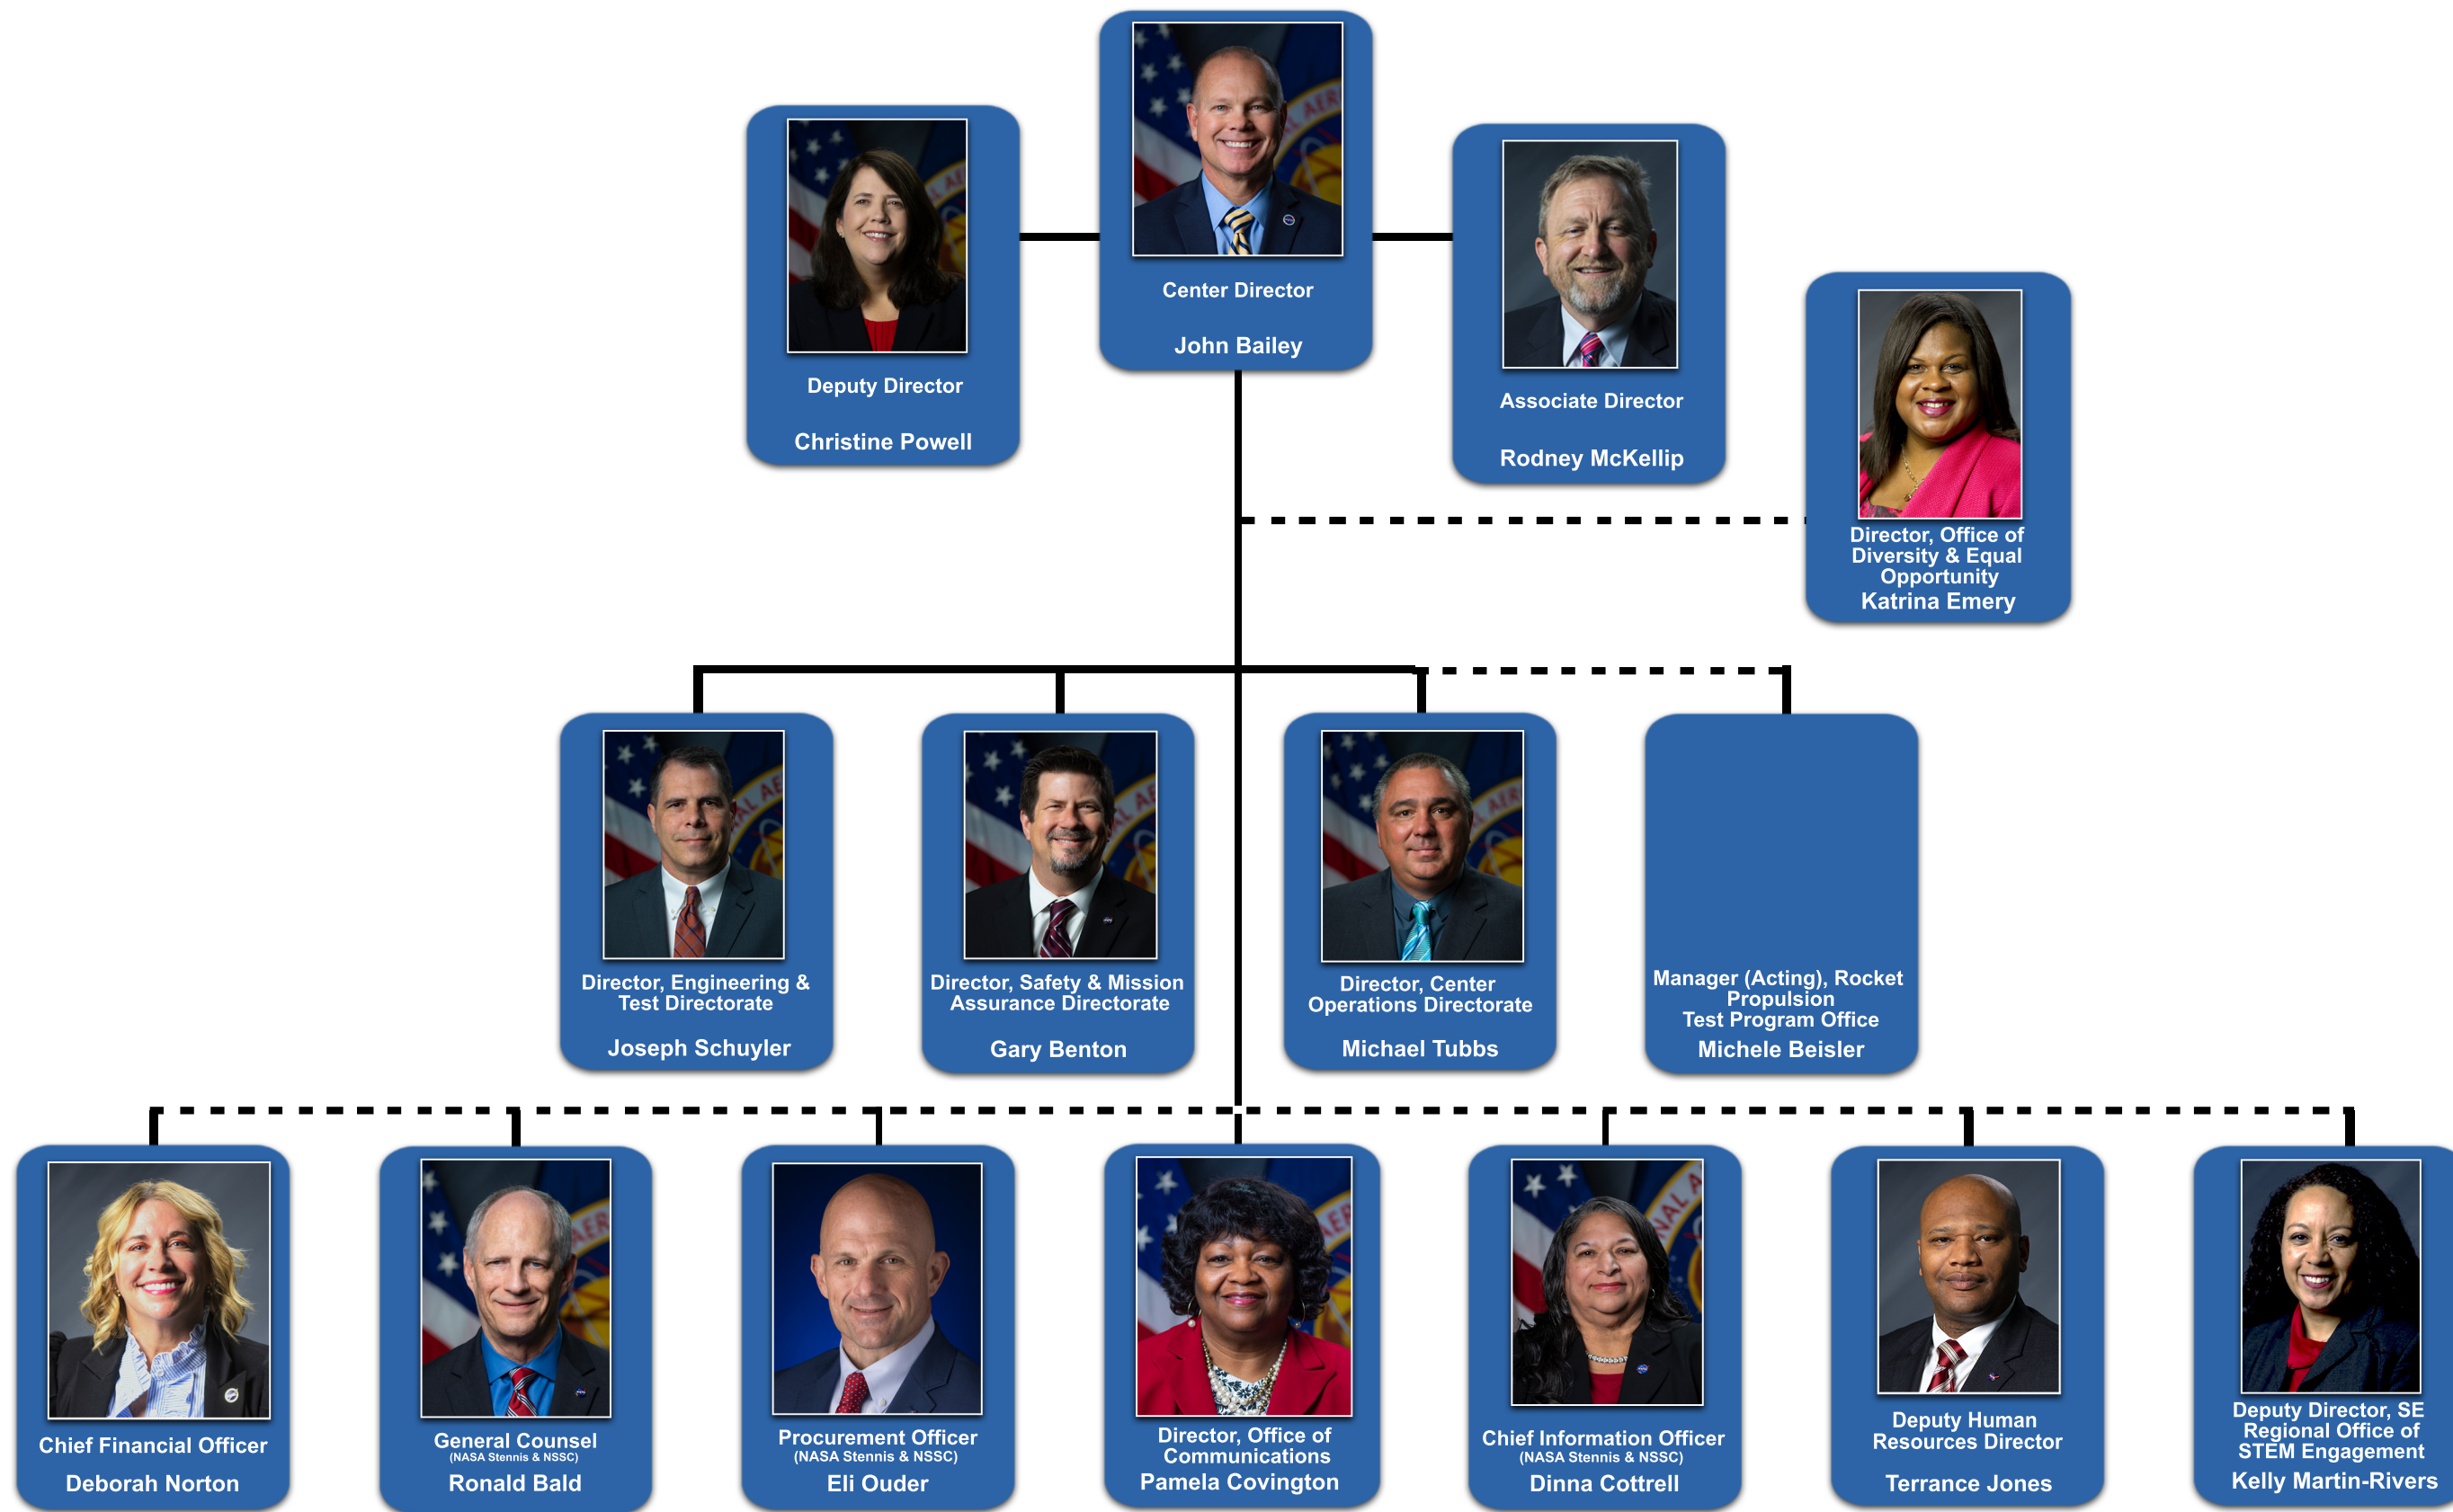 Center Director
John Bailey
Deputy Director
Christine Powell
Associate Director
Rodney McKellip
Director, Office of
Diversity & Equal
Opportunity
Katrina Emery
Director, Engineering &
Test Directorate
Joseph Schuyler
Director, Safety & Mission
Assurance Directorate
Gary Benton
Director, Center
Operations Directorate
Michael Tubbs
Manager (Acting), Rocket
Propulsion
Test Program Office
Michele Beisler
Chief Financial Officer
Deborah Norton
General Counsel
(NASA Stennis & NSSC)
Ronald Bald
Procurement Officer
(NASA Stennis & NSSC)
Eli Ouder
Director, Office of
Communications
Pamela Covington
Chief Information Officer
(NASA Stennis & NSSC)
Dinna Cottrell
Deputy Human
Resources Director
Terrance Jones
Deputy Director, SE
Regional Office of
STEM Engagement
Kelly Martin-Rivers